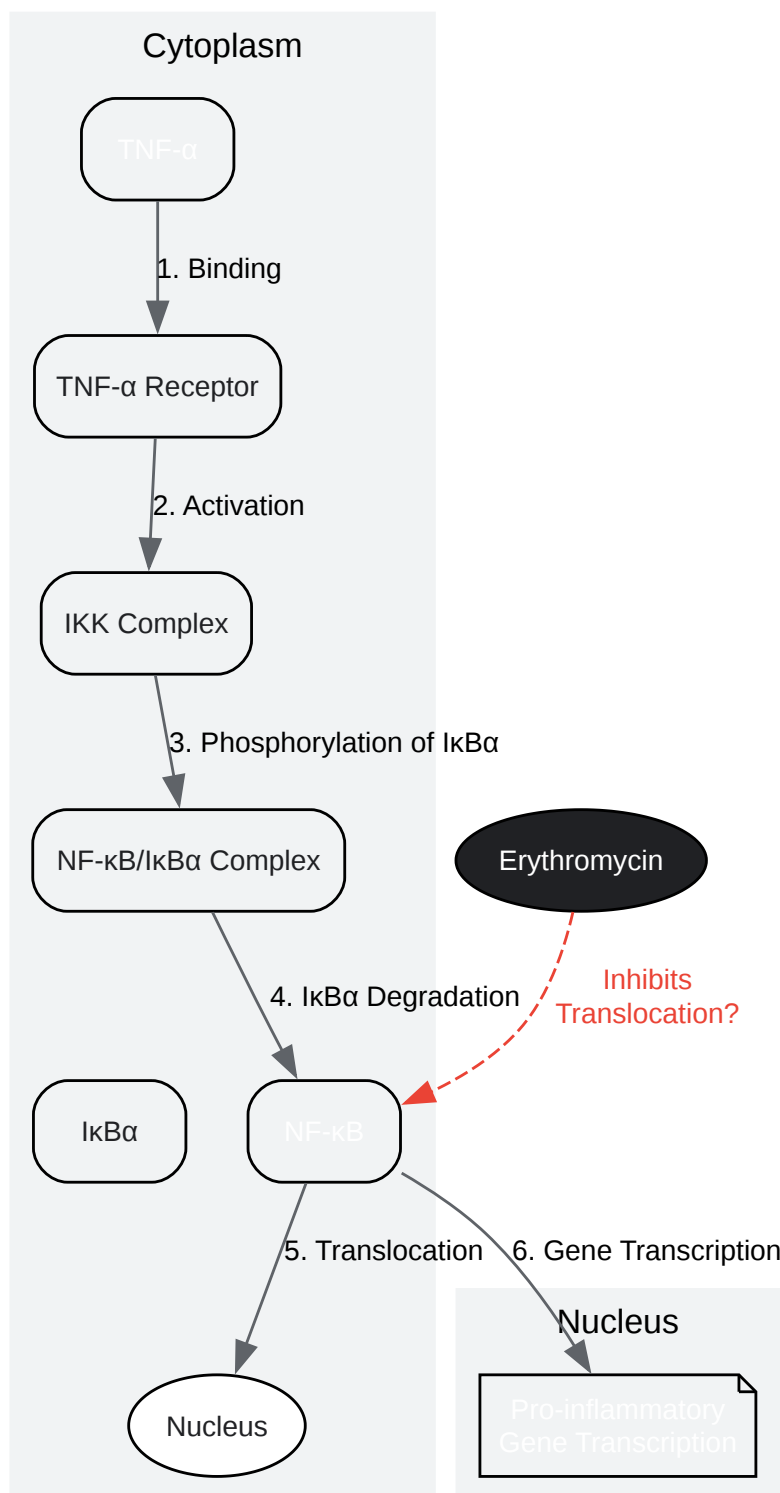 Cytoplasm
TNF-α
1. Binding
TNF-α Receptor
2. Activation
IKK Complex
3. Phosphorylation of IκBα
NF-κB/IκBα Complex
Erythromycin
Inhibits
Translocation?
4. IκBα Degradation
IκBα
NF-κB
5. Translocation
6. Gene Transcription
Nucleus
Pro-inflammatory
Gene Transcription
Nucleus